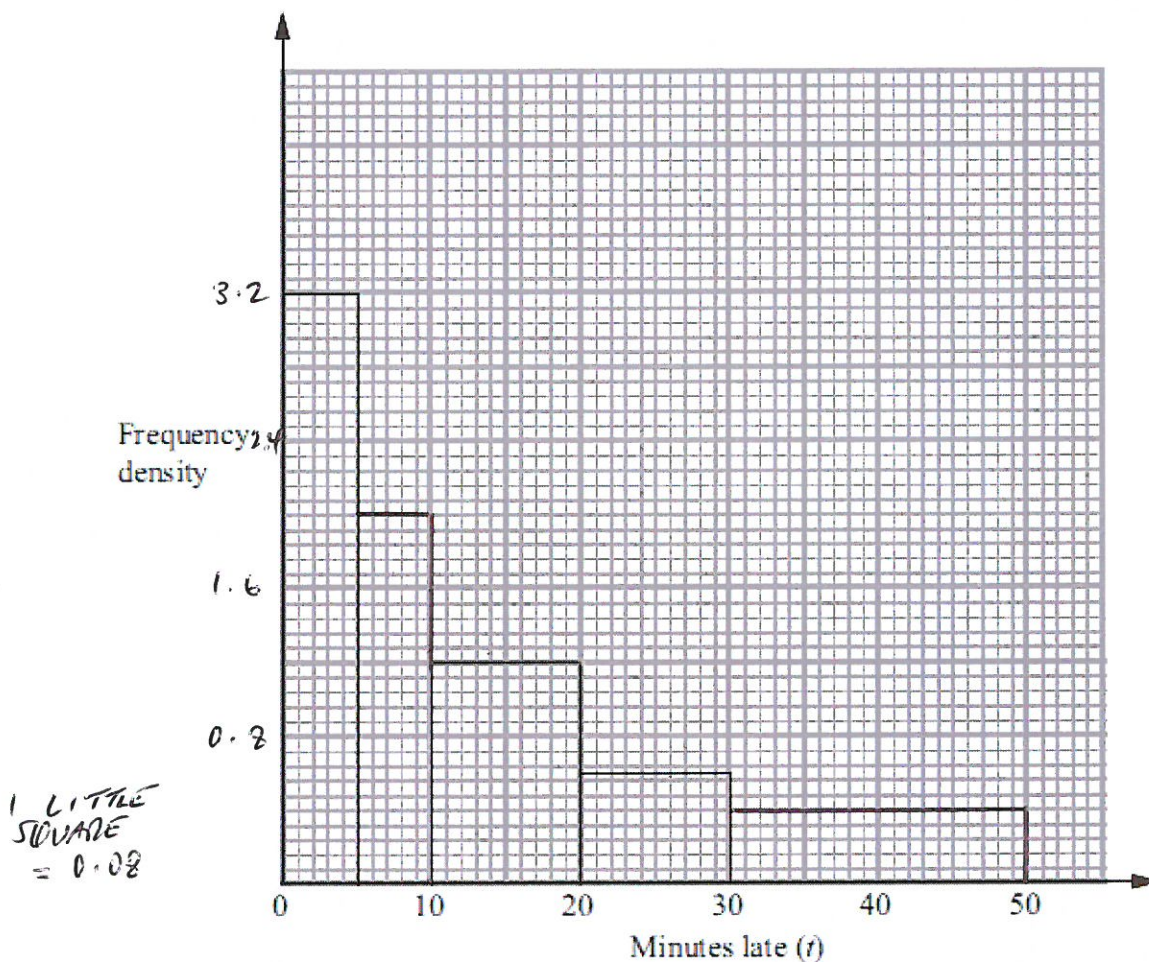 3.2
Frequency 2.4
density
1.6
0.8
1 LITTLE
SQUARE
= 0.08
0 10 20 30 40 50
Minutes late (t)